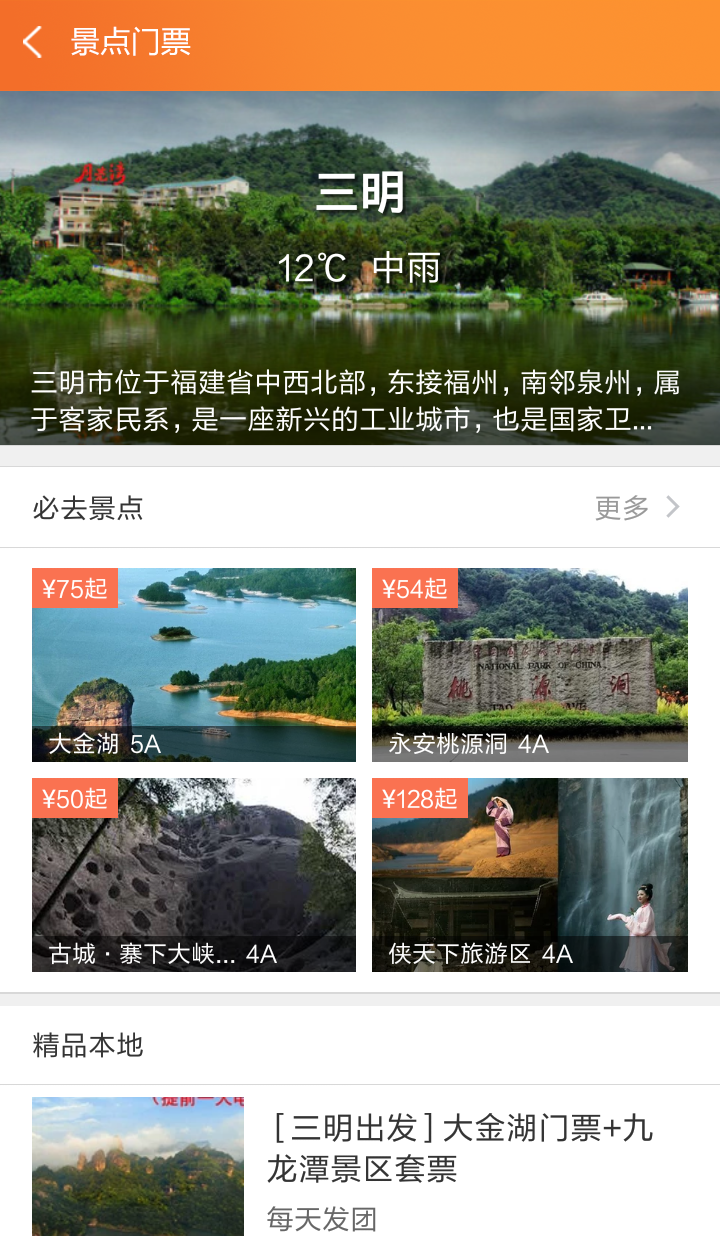 景点门票
月老湾
三明
12℃ 中雨
三明市位于福建省中西北部，东接福州，南邻泉州，属
于客家民系，是一座新兴的工业城市，也是国家卫...
必去景点
更多
¥75起
大金湖 5A
¥54起
NATIONAL PARK OF CHINA
桃源洞
永安桃源洞 4A
¥50起
古城·寨下大峡... 4A
¥128起
侠天下旅游区 4A
精品本地
[三明出发]大金湖门票+九
龙潭景区套票
每天发团